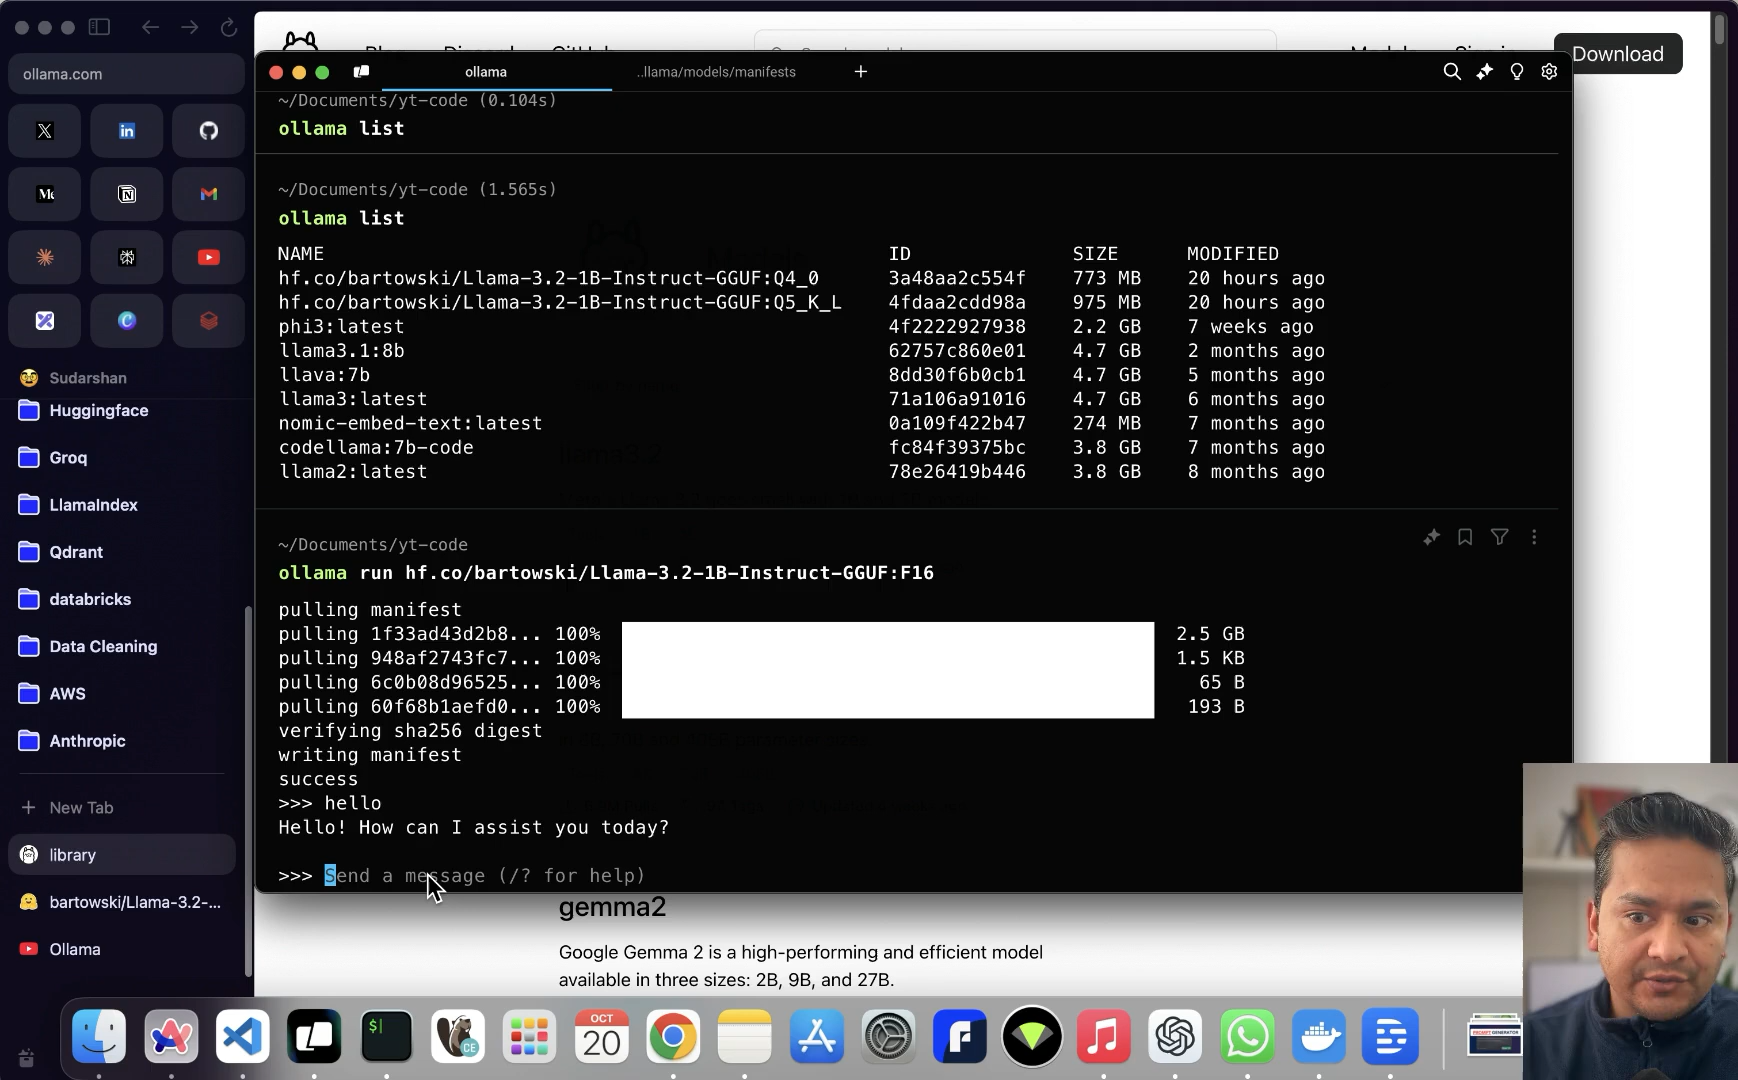 ollama.com
Download
ollama
..llama/models/manifests
~/Documents/yt-code (0.104s)
ollama list
~/Documents/yt-code (1.565s)
ollama list
NAME ID SIZE MODIFIED
hf.co/bartowski/Llama-3.2-1B-Instruct-GGUF:Q4_0 3a48aa2c554f 773 MB 20 hours ago
hf.co/bartowski/Llama-3.2-1B-Instruct-GGUF:Q5_K_L 4fdaa2cdd98a 975 MB 20 hours ago
phi3:latest 4f2222927938 2.2 GB 7 weeks ago
llama3.1:8b 62757c860e01 4.7 GB 2 months ago
llava:7b 8dd30f6b0cb1 4.7 GB 5 months ago
llama3:latest 71a106a91016 4.7 GB 6 months ago
nomic-embed-text:latest 0a109f422b47 274 MB 7 months ago
codellama:7b-code fc84f39375bc 3.8 GB 7 months ago
llama2:latest 78e26419b446 3.8 GB 8 months ago
~/Documents/yt-code
ollama run hf.co/bartowski/Llama-3.2-1B-Instruct-GGUF:F16
pulling manifest
pulling 1f33ad43d2b8... 100% 2.5 GB
pulling 948af2743fc7... 100% 1.5 KB
pulling 6c0b08d96525... 100% 65 B
pulling 60f68b1aefd0... 100% 193 B
verifying sha256 digest
writing manifest
success
>>> hello
Hello! How can I assist you today?
>>> Send a message (/? for help)
Sudarshan
Huggingface
Groq
LlamaIndex
Qdrant
databricks
Data Cleaning
AWS
Anthropic
+ New Tab
library
bartowski/Llama-3.2-...
Ollama
gemma2
Google Gemma 2 is a high-performing and efficient model
available in three sizes: 2B, 9B, and 27B.
OCT
20